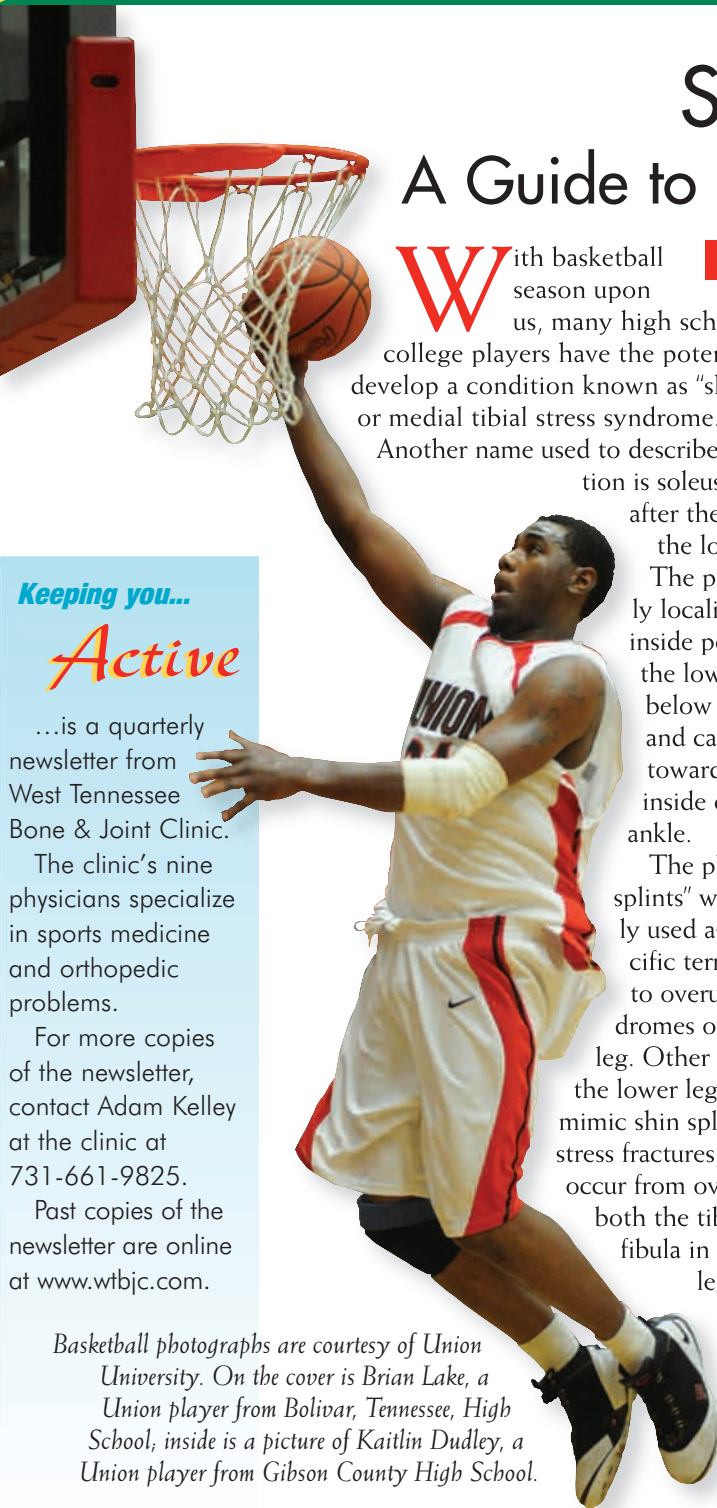 S
A Guide to
With basketball
season upon
us, many high sch
college players have the poten
develop a condition known as “sh
or medial tibial stress syndrome.
Another name used to describe
tion is soleus
after the
the lo
The p
ly locali
inside po
the low
below
and ca
toward
inside o
ankle.
The ph
splints” w
ly used as
cific term
to overu
dromes o
leg. Other
the lower leg
mimic shin spl
stress fractures
occur from ov
both the tib
fibula in
le
Keeping you...
Active
…is a quarterly
newsletter from
West Tennessee
Bone & Joint Clinic.
The clinic’s nine
physicians specialize
in sports medicine
and orthopedic
problems.
For more copies
of the newsletter,
contact Adam Kelley
at the clinic at
731-661-9825.
Past copies of the
newsletter are online
at www.wtbjc.com.
UNION
Basketball photographs are courtesy of Union
University. On the cover is Brian Lake, a
Union player from Bolivar, Tennessee, High
School; inside is a picture of Kaitlin Dudley, a
Union player from Gibson County High School.